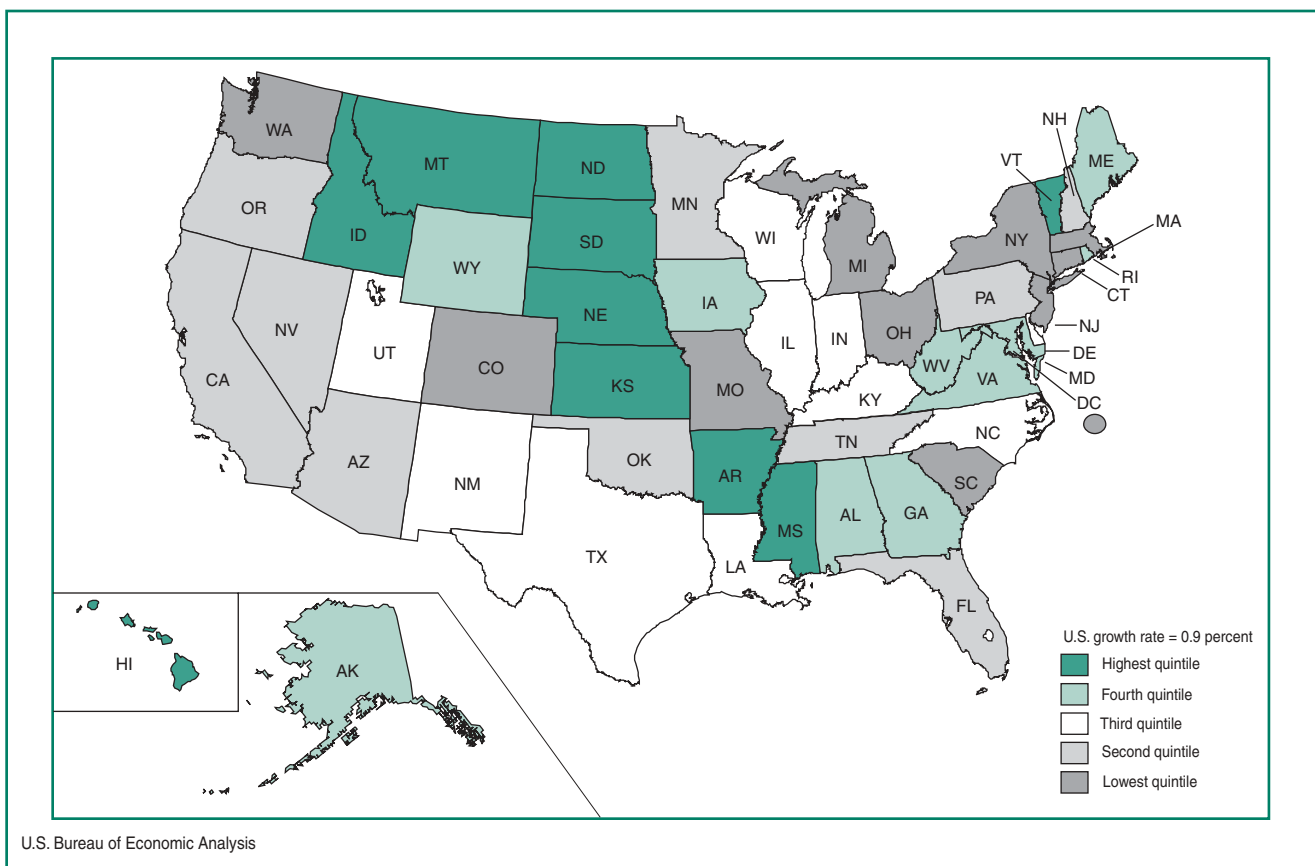 WA
MT
ND
MN
OR
ID
SD
WI
WY
MI
NY
NH
VT
ME
MA
RI
CT
NJ
DE
MD
DC
PA
IA
NE
NV
UT
CO
IL
IN
OH
WV
VA
CA
KS
MO
KY
NC
TN
AZ
NM
OK
AR
SC
MS
AL
GA
TX
LA
FL
HI
AK
U.S. growth rate = 0.9 percent
Highest quintile
Fourth quintile
Third quintile
Second quintile
Lowest quintile
U.S. Bureau of Economic Analysis